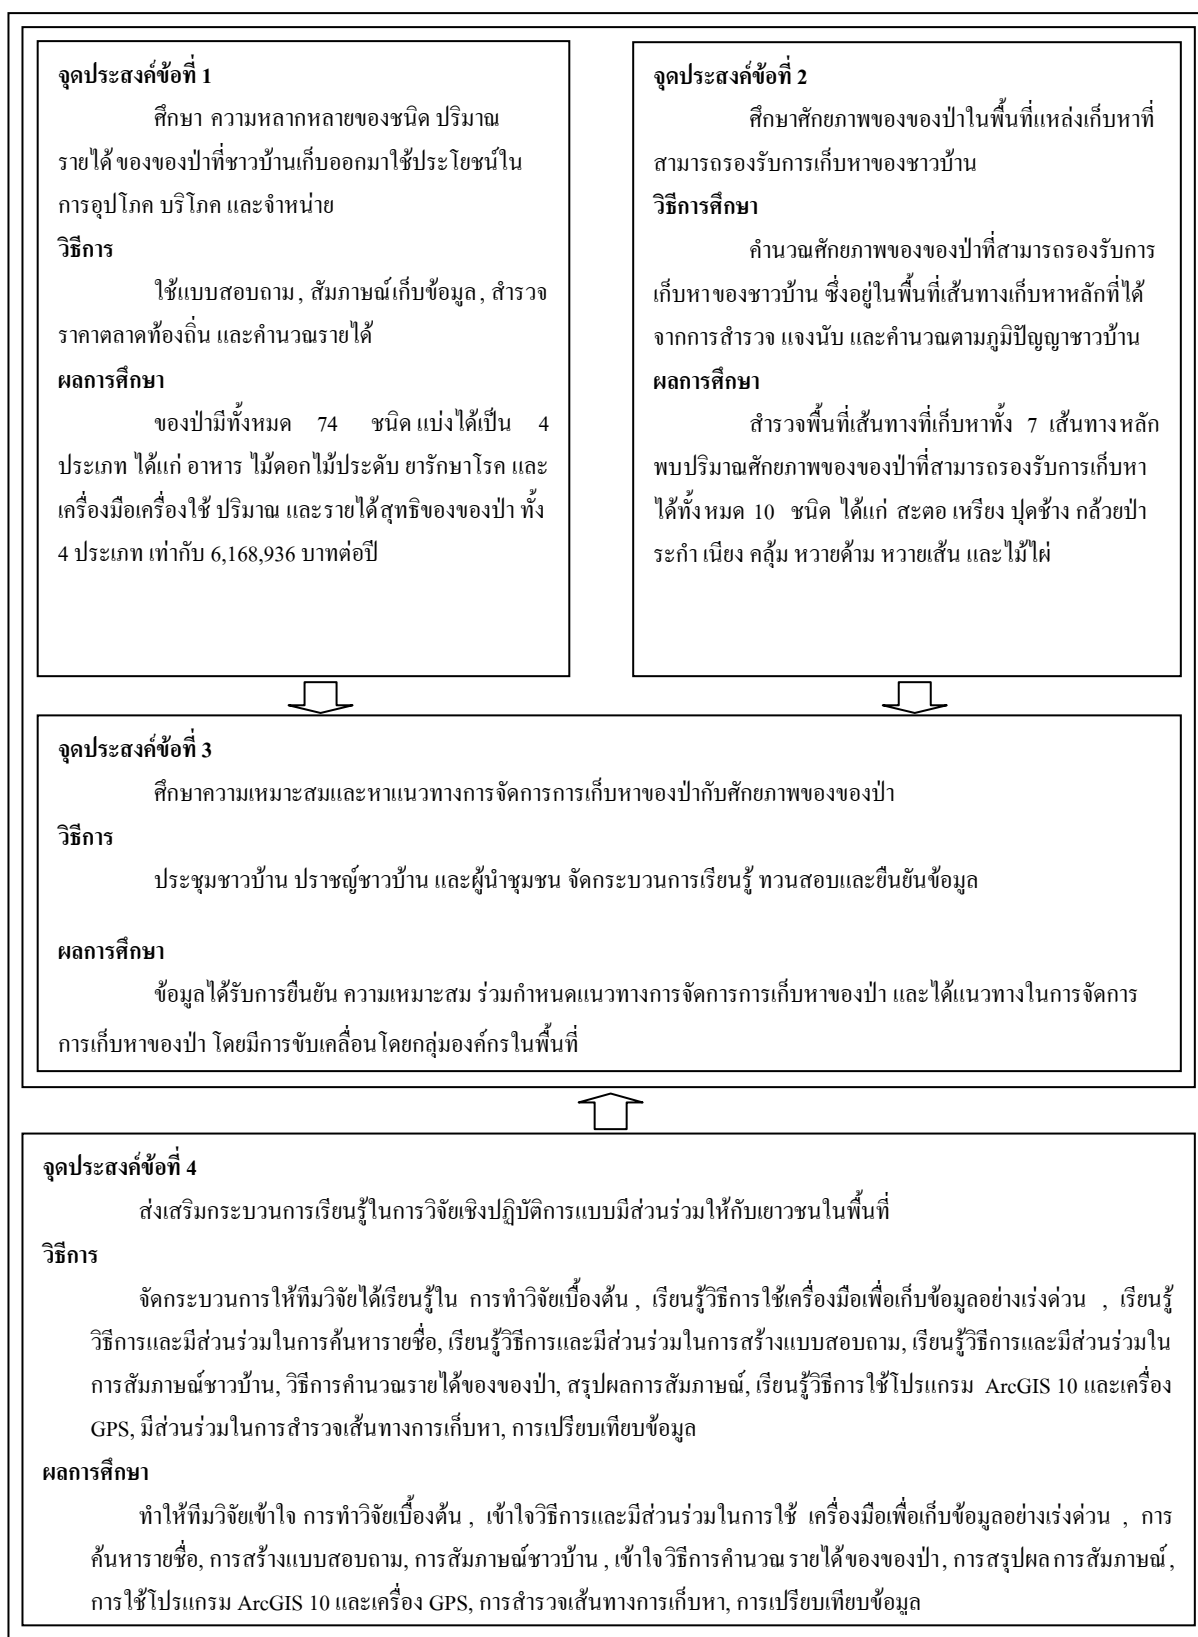 จุดประสงค์ข้อที่ 1
ศึกษา ความหลากหลายของชนิด ปริมาณ
รายได้ ของของป่าที่ชาวบ้านเก็บออกมาใช้ประโยชน์ใน
การอุปโภค บริโภค และจำหน่าย
วิธีการ
ใช้แบบสอบถาม, สัมภาษณ์เก็บข้อมูล, สำรวจ
ราคาตลาดท้องถิ่น และคำนวณรายได้
ผลการศึกษา
ของป่ามีทั้งหมด 74 ชนิด แบ่งได้เป็น 4
ประเภท ได้แก่ อาหาร ไม้ดอกไม้ประดับ ยารักษาโรค และ
เครื่องมือเครื่องใช้ ปริมาณ และรายได้สุทธิของของป่า ทั้ง
4 ประเภท เท่ากับ 6,168,936 บาทต่อปี
จุดประสงค์ข้อที่ 2
ศึกษาศักยภาพของของป่าในพื้นที่แหล่งเก็บหาที่
สามารถรองรับการเก็บหาของชาวบ้าน
วิธีการศึกษา
คำนวณศักยภาพของของป่าที่สามารถรองรับการ
เก็บหาของชาวบ้าน ซึ่งอยู่ในพื้นที่เส้นทางเก็บหาหลักที่ได้
จากการสำรวจ แจงนับ และคำนวณตามภูมิปัญญาชาวบ้าน
ผลการศึกษา
สำรวจพื้นที่เส้นทางที่เก็บหาทั้ง 7 เส้นทางหลัก
พบปริมาณศักยภาพของของป่าที่สามารถรองรับการเก็บหา
ได้ทั้งหมด 10 ชนิด ได้แก่ สะตอ เหรียง ปุดช้าง กล้วยป่า
ระกำ เนียง คลุ้ม หวายด้าม หวายเส้น และไม้ไผ่
จุดประสงค์ข้อที่ 3
ศึกษาความเหมาะสมและหาแนวทางการจัดการการเก็บหาของป่ากับศักยภาพของของป่า
วิธีการ
ประชุมชาวบ้าน ปราชญ์ชาวบ้าน และผู้นำชุมชน จัดกระบวนการเรียนรู้ ทวนสอบและยืนยันข้อมูล
ผลการศึกษา
ข้อมูลได้รับการยืนยัน ความเหมาะสม ร่วมกำหนดแนวทางการจัดการการเก็บหาของป่า และได้แนวทางในการจัดการ
การเก็บหาของป่า โดยมีการขับเคลื่อนโดยกลุ่มองค์กรในพื้นที่
จุดประสงค์ข้อที่ 4
ส่งเสริมกระบวนการเรียนรู้ในการวิจัยเชิงปฏิบัติการแบบมีส่วนร่วมให้กับเยาวชนในพื้นที่
วิธีการ
จัดกระบวนการให้ทีมวิจัยได้เรียนรู้ใน การทำวิจัยเบื้องต้น , เรียนรู้วิธีการใช้เครื่องมือเพื่อเก็บข้อมูลอย่างเร่งด่วน , เรียนรู้
วิธีการและมีส่วนร่วมในการค้นหารายชื่อ, เรียนรู้วิธีการและมีส่วนร่วมในการสร้างแบบสอบถาม, เรียนรู้วิธีการและมีส่วนร่วมใน
การสัมภาษณ์ชาวบ้าน, วิธีการคำนวณรายได้ของของป่า, สรุปผลการสัมภาษณ์, เรียนรู้วิธีการใช้โปรแกรม ArcGIS 10 และเครื่อง
GPS, มีส่วนร่วมในการสำรวจเส้นทางการเก็บหา, การเปรียบเทียบข้อมูล
ผลการศึกษา
ทำให้ทีมวิจัยเข้าใจ การทำวิจัยเบื้องต้น , เข้าใจวิธีการและมีส่วนร่วมในการใช้ เครื่องมือเพื่อเก็บข้อมูลอย่างเร่งด่วน , การ
ค้นหารายชื่อ, การสร้างแบบสอบถาม, การสัมภาษณ์ชาวบ้าน , เข้าใจวิธีการคำนวณ รายได้ของของป่า, การสรุปผลการสัมภาษณ์ ,
การใช้โปรแกรม ArcGIS 10 และเครื่อง GPS, การสำรวจเส้นทางการเก็บหา, การเปรียบเทียบข้อมูล